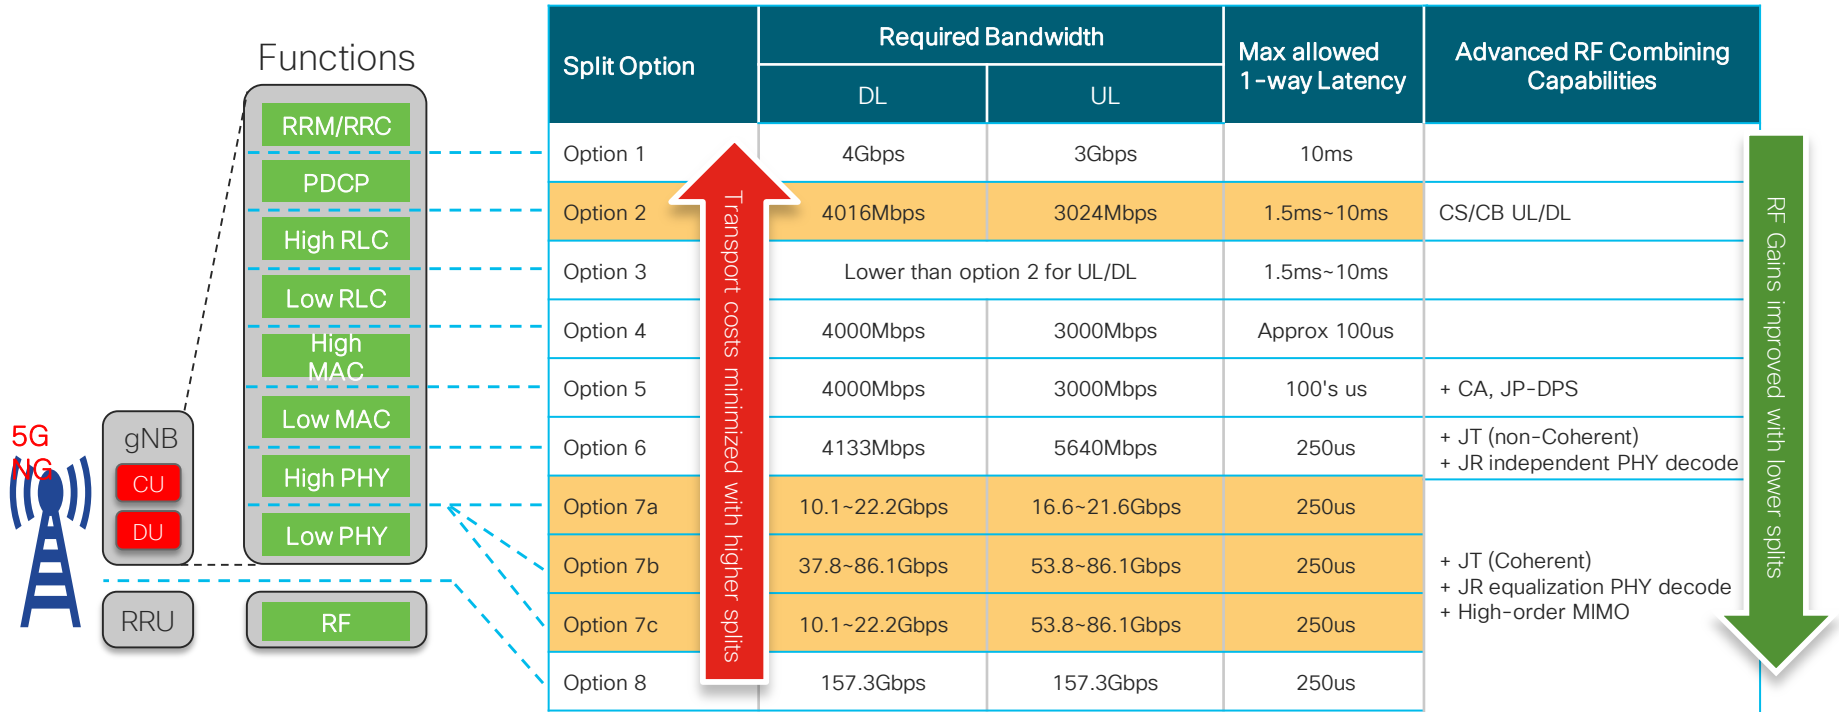 Functions
RRM/RRC
PDCP
High RLC
Low RLC
High
MAC
Low MAC
High PHY
Low PHY
RF
5G
NG
gNB
CU
DU
RRU
Split Option
Required Bandwidth
DL
UL
Max allowed
1-way Latency
Advanced RF Combining
Capabilities
Option 1
4Gbps
3Gbps
10ms
Option 2
4016Mbps
3024Mbps
1.5ms~10ms
CS/CB UL/DL
Option 3
Lower than option 2 for UL/DL
1.5ms~10ms
Option 4
4000Mbps
3000Mbps
Approx 100us
Option 5
4000Mbps
3000Mbps
100's us
+ CA, JP-DPS
Option 6
4133Mbps
5640Mbps
250us
+ JT (non-Coherent)
+ JR independent PHY decode
Option 7a
10.1~22.2Gbps
16.6~21.6Gbps
250us
Option 7b
37.8~86.1Gbps
53.8~86.1Gbps
250us
Option 7c
10.1~22.2Gbps
53.8~86.1Gbps
250us
+ JT (Coherent)
+ JR equalization PHY decode
+ High-order MIMO
Option 8
157.3Gbps
157.3Gbps
250us
Transport costs minimized with higher splits
RF Gains improved with lower splits